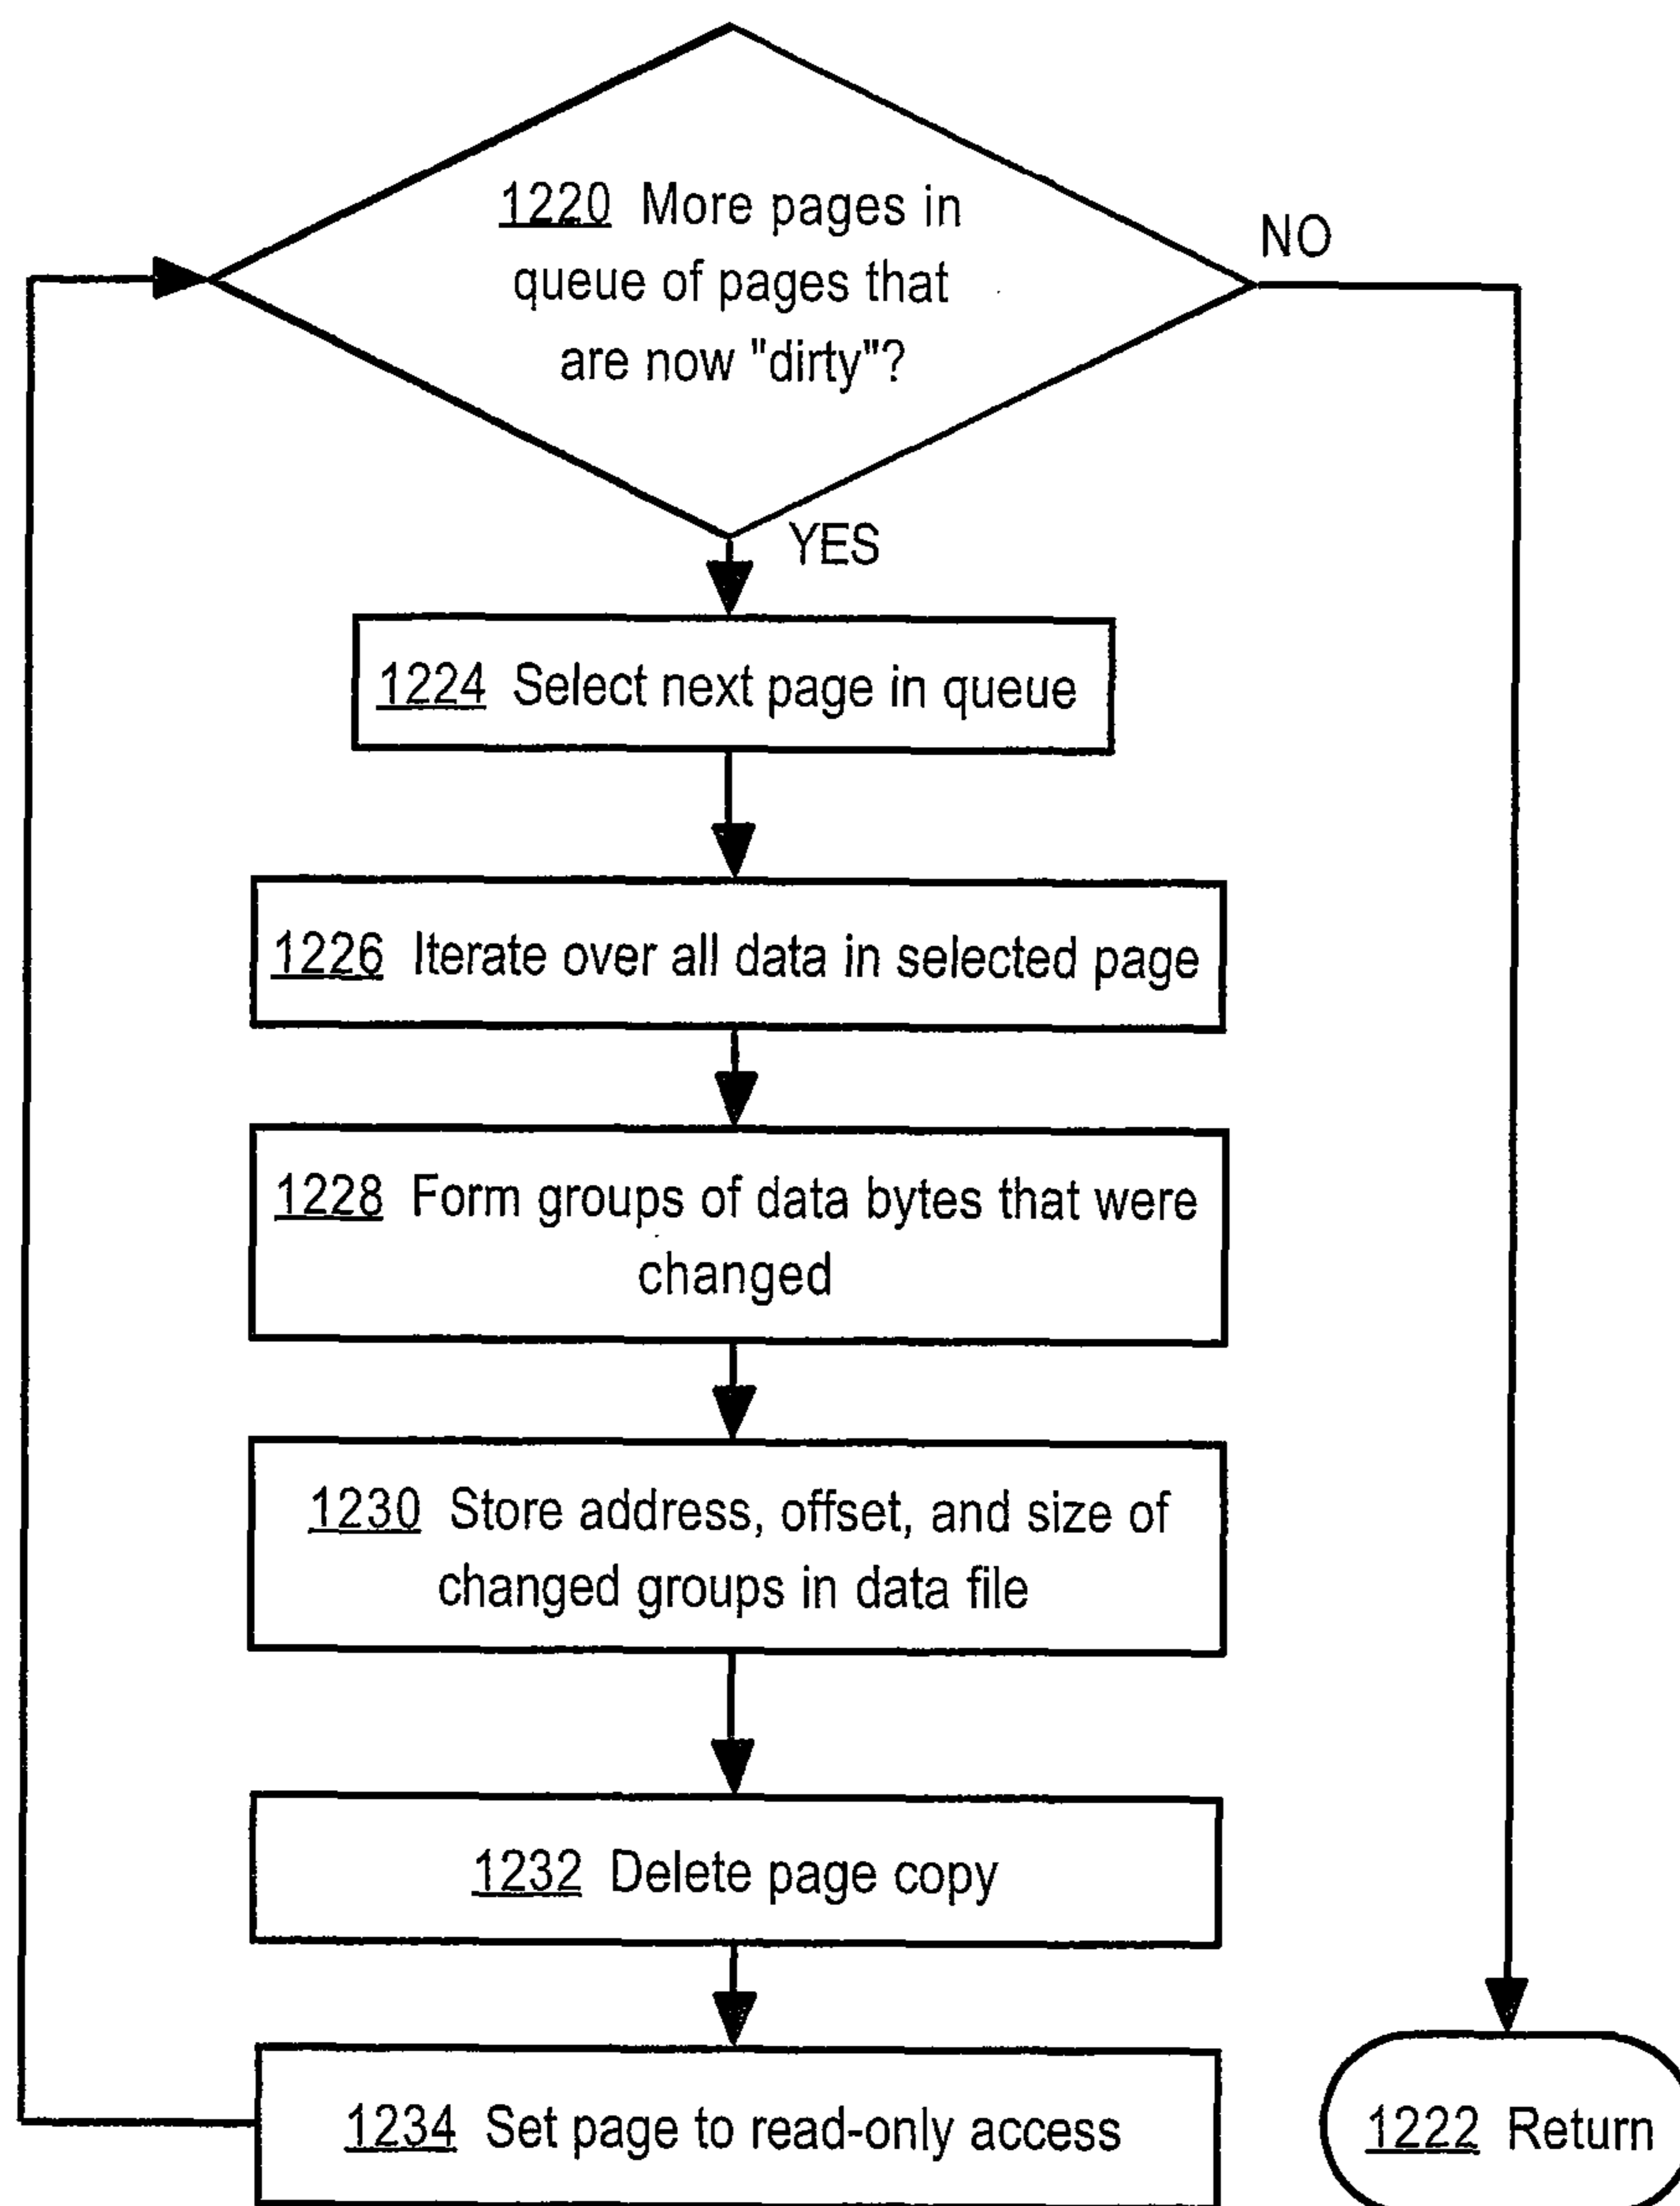 1220 More pages in
queue of pages that
are now "dirty"?
NO
YES
1224 Select next page in queue
1226 Iterate over all data in selected page
1228 Form groups of data bytes that were
changed
1230 Store address, offset, and size of
changed groups in data file
1232 Delete page copy
1234 Set page to read-only access
1222 Return